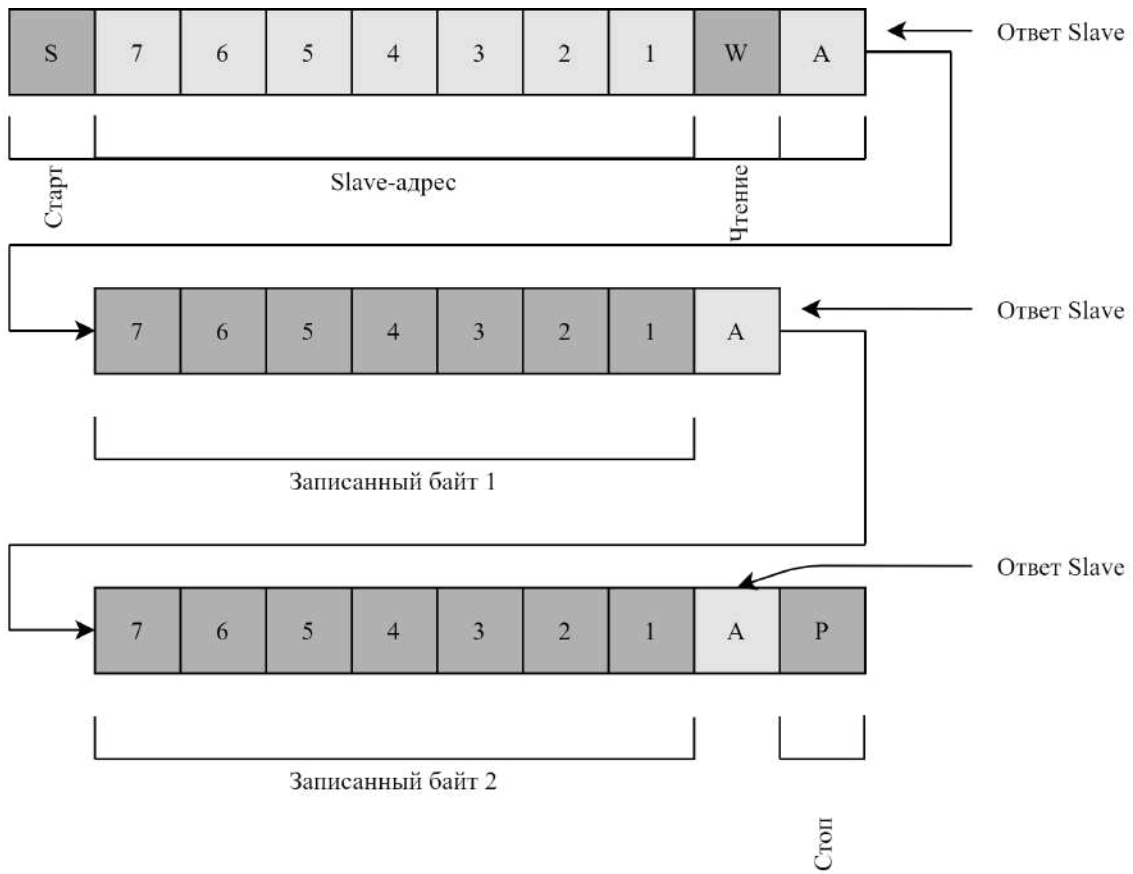 S 7 6 5 4 3 2 1 W A
Ответ Slave
Старт
Slave-адрес
Чтение
7 6 5 4 3 2 1 A
Ответ Slave
Записанный байт 1
Ответ Slave
7 6 5 4 3 2 1 A P
Записанный байт 2
Стоп